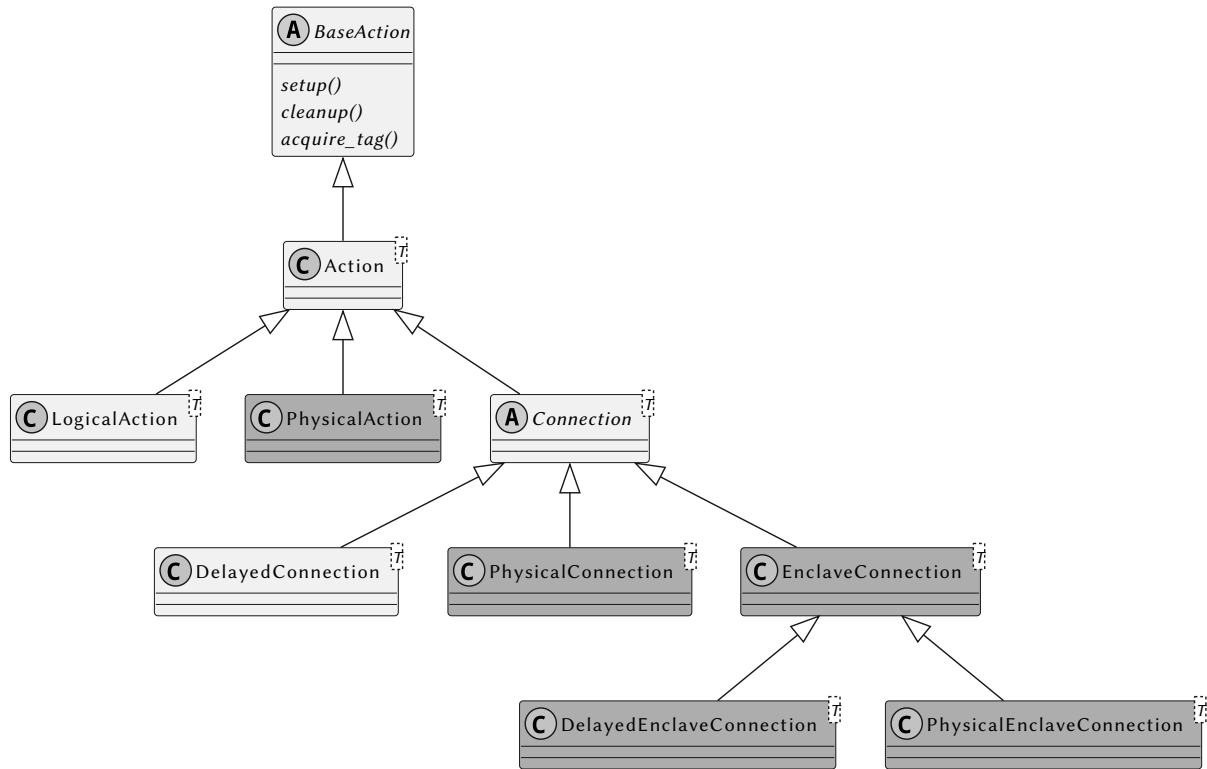 A BaseAction
setup()
cleanup()
acquire_tag()
C Action T
C LogicalAction T
C PhysicalAction T
A Connection T
C DelayedConnection T
C PhysicalConnection T
C EnclaveConnection T
C DelayedEnclaveConnection T
C PhysicalEnclaveConnection T